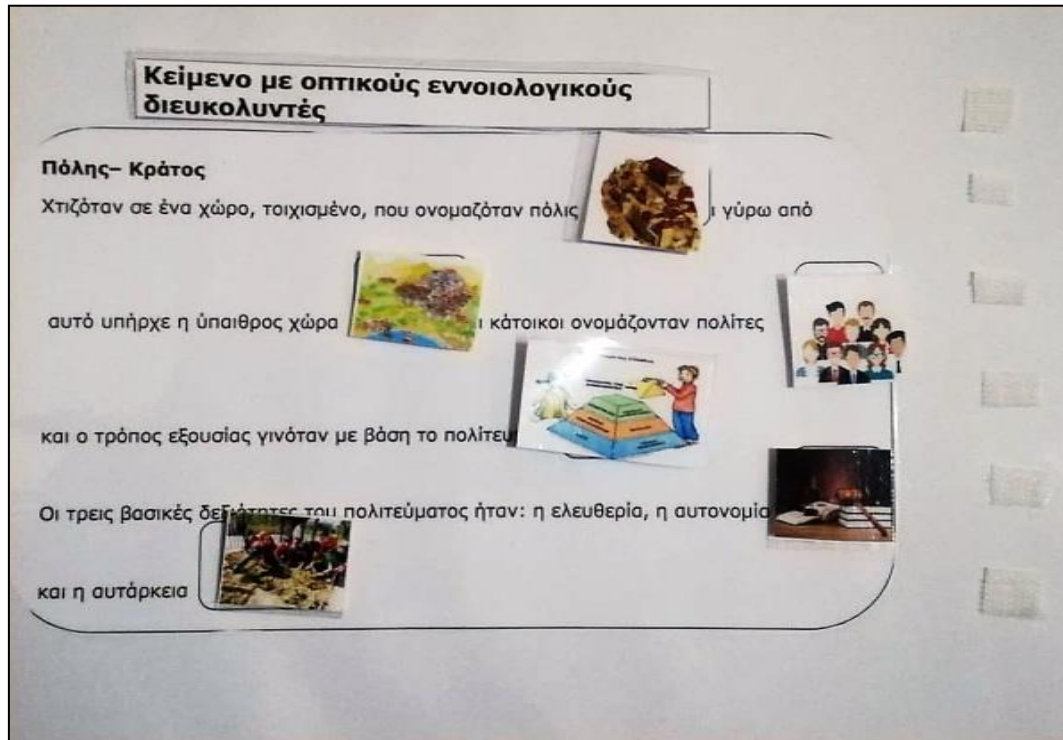 Κείμενο με οπτικούς εννοιολογικούς
διευκολυντές
Πόλης– Κράτος
Χτιζόταν σε ένα χώρο, τοιχισμένο, που ονομαζόταν πόλις ι γύρω από
αυτό υπήρχε η ύπαιθρος χώρα ι κάτοικοι ονομάζονταν πολίτες
και ο τρόπος εξουσίας γινόταν με βάση το πολίτευ
Οι τρεις βασικές δεξιότητες του πολιτεύματος ήταν: η ελευθερία, η αυτονομία
και η αυτάρκεια